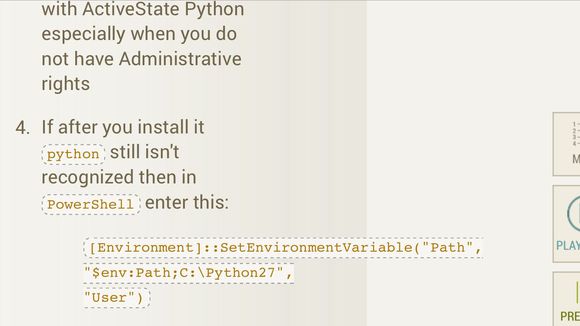 with ActiveState Python
especially when you do
not have Administrative
rights
4. If after you install it
python still isn't
recognized then in
PowerShell enter this:
[Environment]::SetEnvironmentVariable("Path",
"$env:Path;C:\Python27",
"User")
M
PLAY
PRE